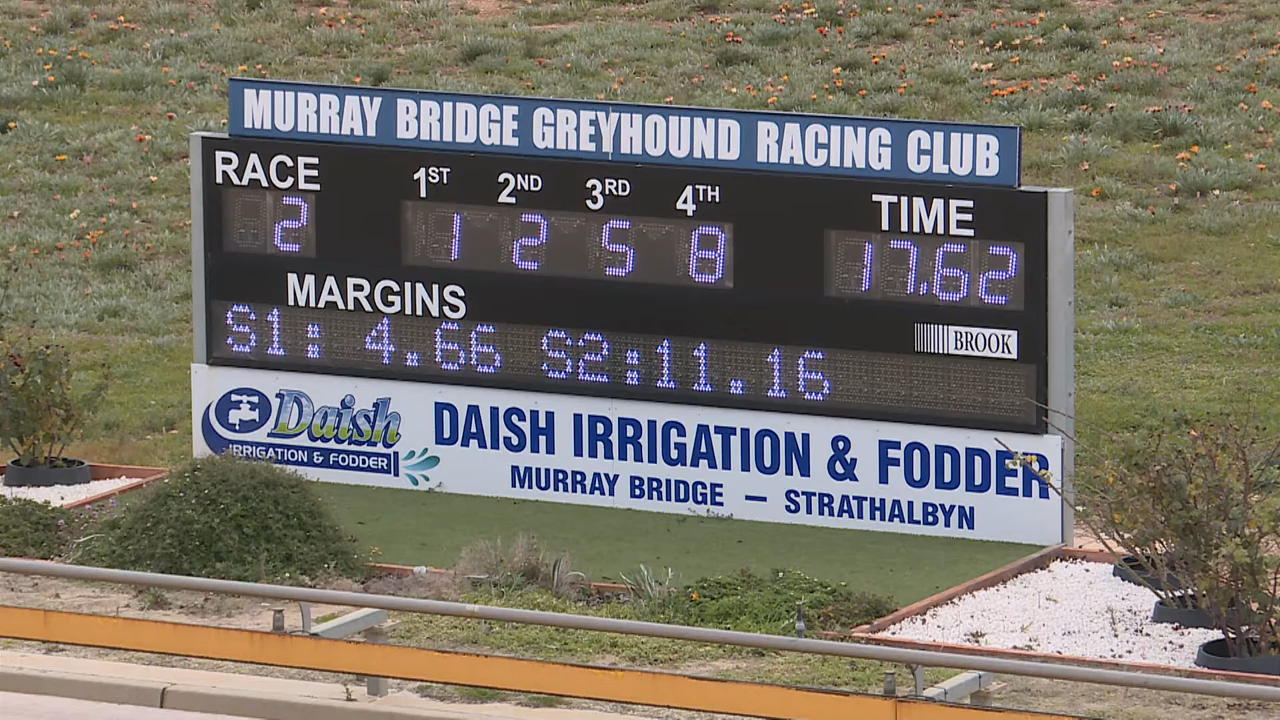 MURRAY BRIDGE GREYHOUND RACING CLUB
RACE 1ST 2ND 3RD 4TH TIME
2 1 2 5 8 17.62
MARGINS
BROOK
S1: 4.66 S2:11.16
Daish
IRRIGATION & FODDER
DAISH IRRIGATION & FODDER
MURRAY BRIDGE — STRATHALBYN